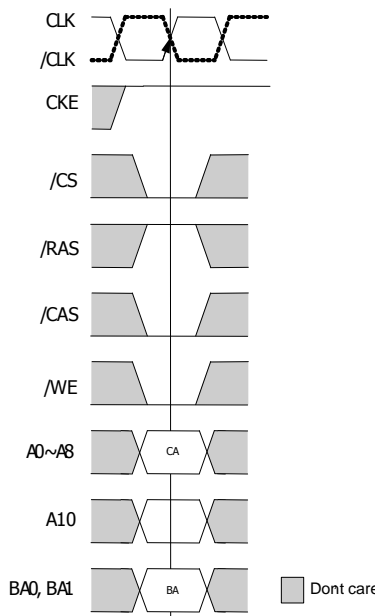 CLK
/CLK
CKE
/CS
/RAS
/CAS
/WE
A0~A8
CA
A10
BA0, BA1
BA
Dont care